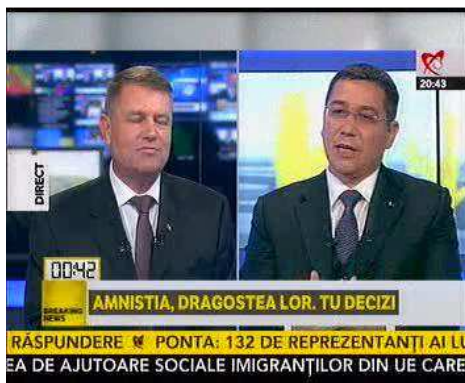 20:43
DIRECT
00:42
BREAKING NEWS
AMNISTIA, DRAGOSTEA LOR. TU DECIZI
RĂSPUNDERE PONTA: 132 DE REPREZENTANȚI AI LU
EA DE AJUTOARE SOCIALE IMIGRANȚILOR DIN UE CARE